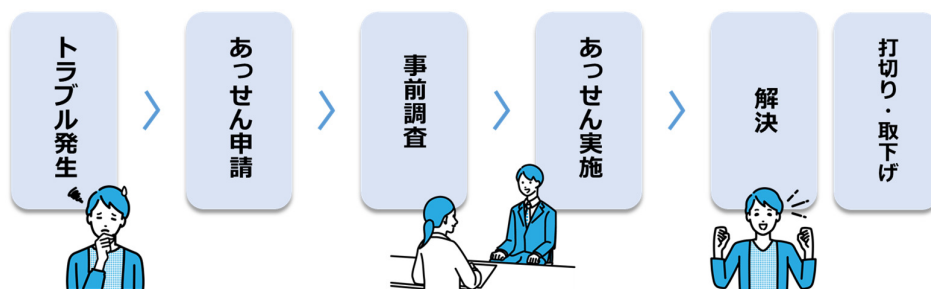 トラブル発生
あっせん申請
事前調査
あっせん実施
解決
打切り・取下げ